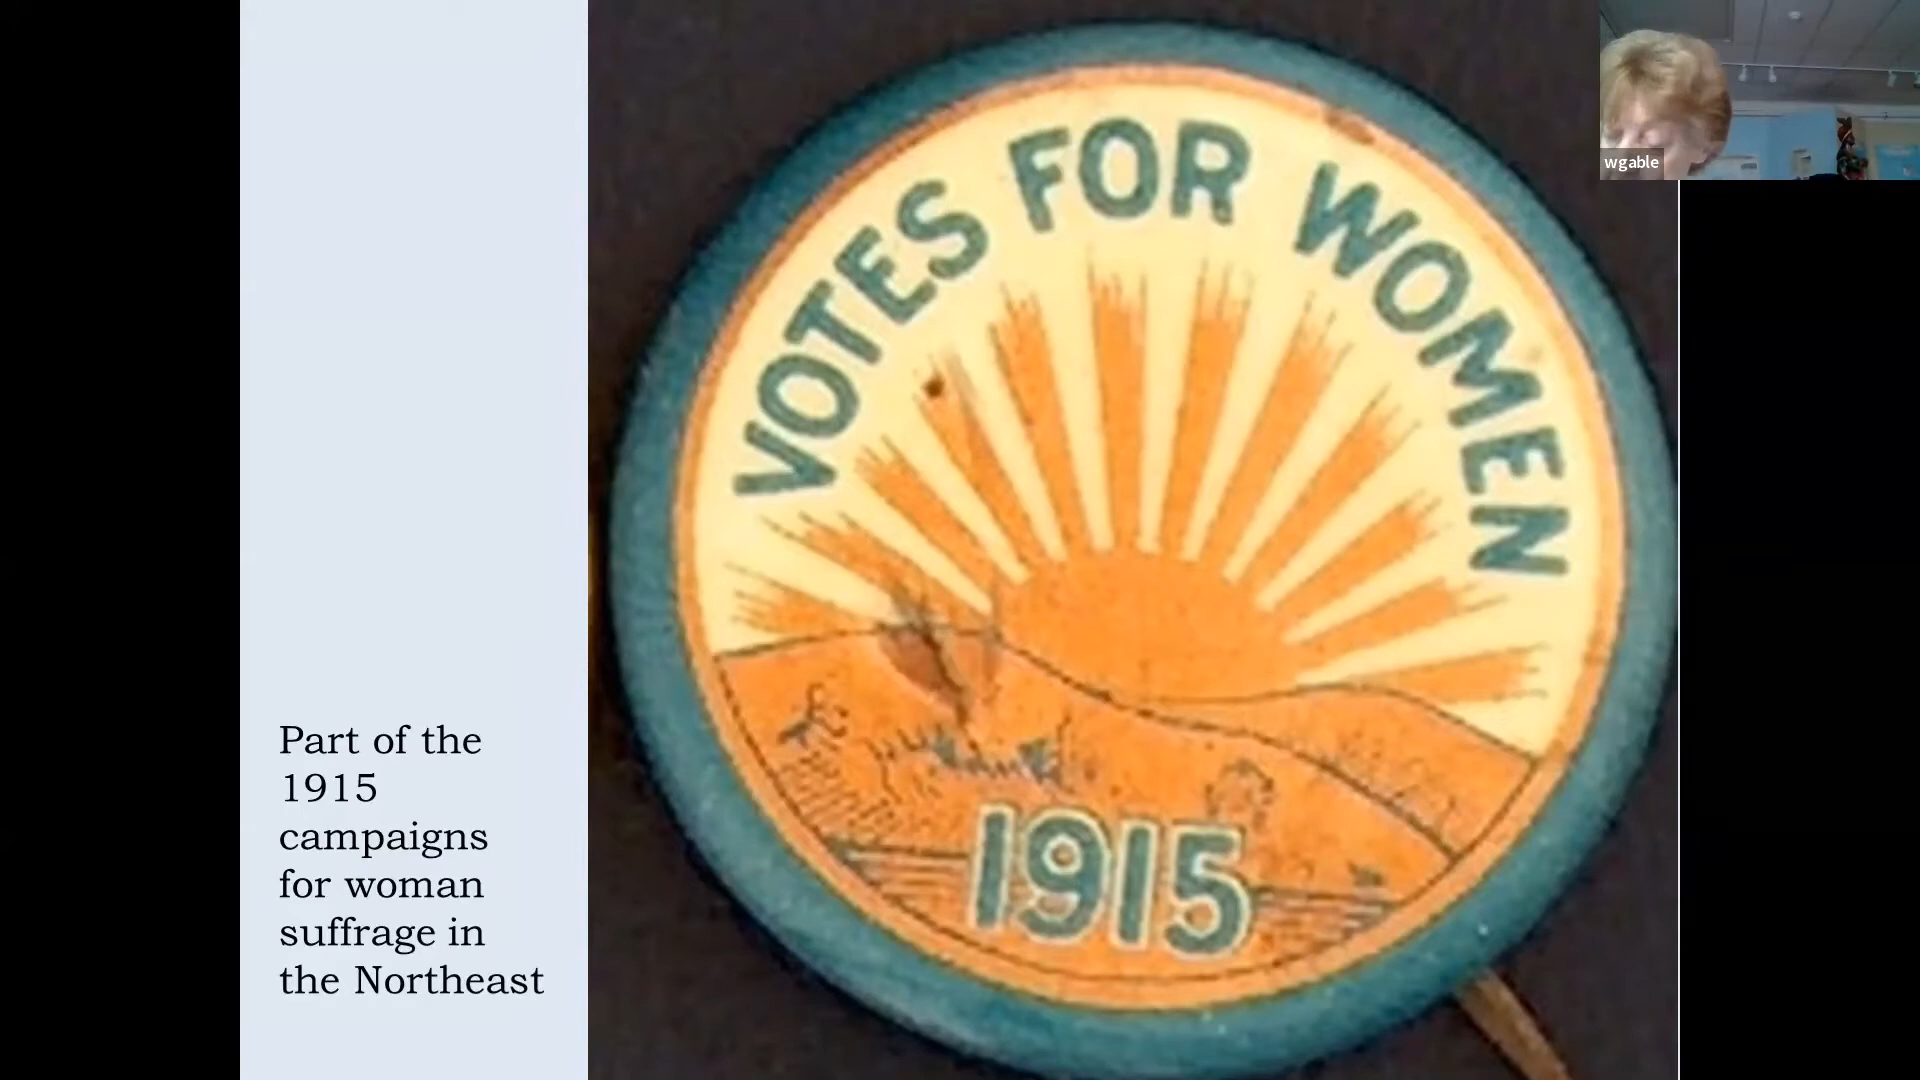 VOTES FOR WOMEN
1915
Part of the
1915
campaigns
for woman
suffrage in
the Northeast
wgable